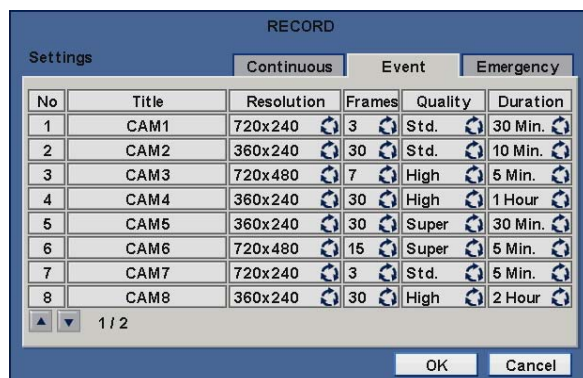 RECORD
Settings
Continuous Event Emergency
No Title Resolution Frames Quality Duration
1 CAM1 720x240 3 Std. 30 Min.
2 CAM2 360x240 30 Std. 10 Min.
3 CAM3 720x480 7 High 5 Min.
4 CAM4 360x240 30 High 1 Hour
5 CAM5 360x240 30 Super 30 Min.
6 CAM6 720x480 15 Super 5 Min.
7 CAM7 720x240 3 Std. 5 Min.
8 CAM8 360x240 30 High 2 Hour
1 / 2
OK Cancel